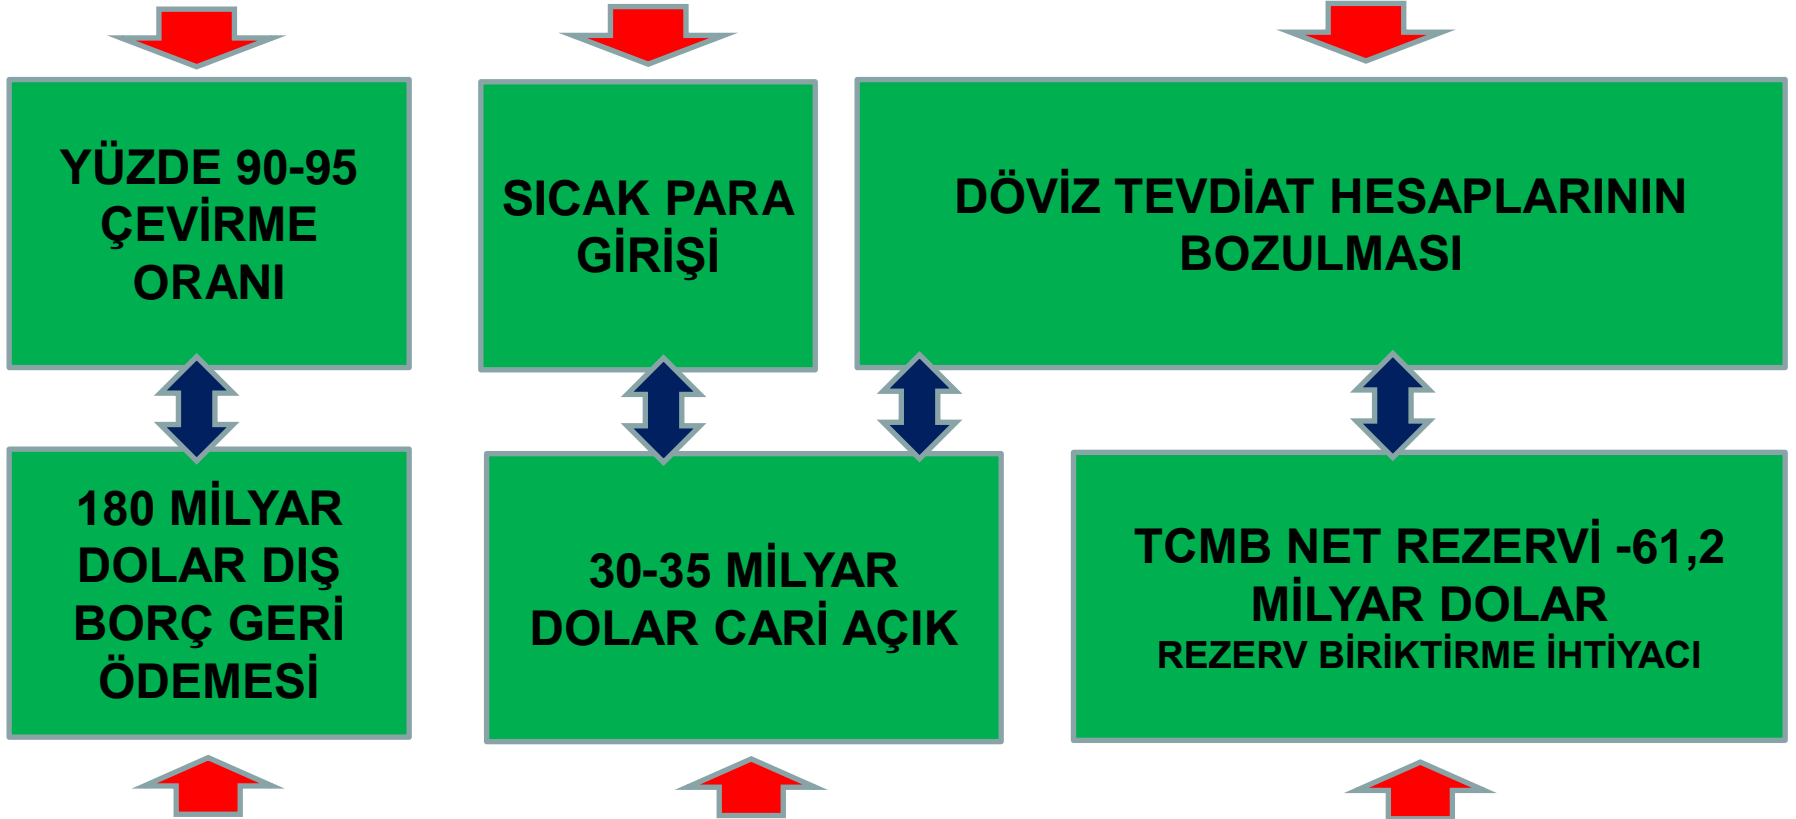 YÜZDE 90-95
ÇEVİRME
ORANI
SICAK PARA
GİRİŞİ
DÖVİZ TEVDİAT HESAPLARININ
BOZULMASI
180 MİLYAR
DOLAR DIŞ
BORÇ GERİ
ÖDEMESİ
30-35 MİLYAR
DOLAR CARİ AÇIK
TCMB NET REZERVİ -61,2
MİLYAR DOLAR
REZERV BİRİKTİRME İHTİYACI